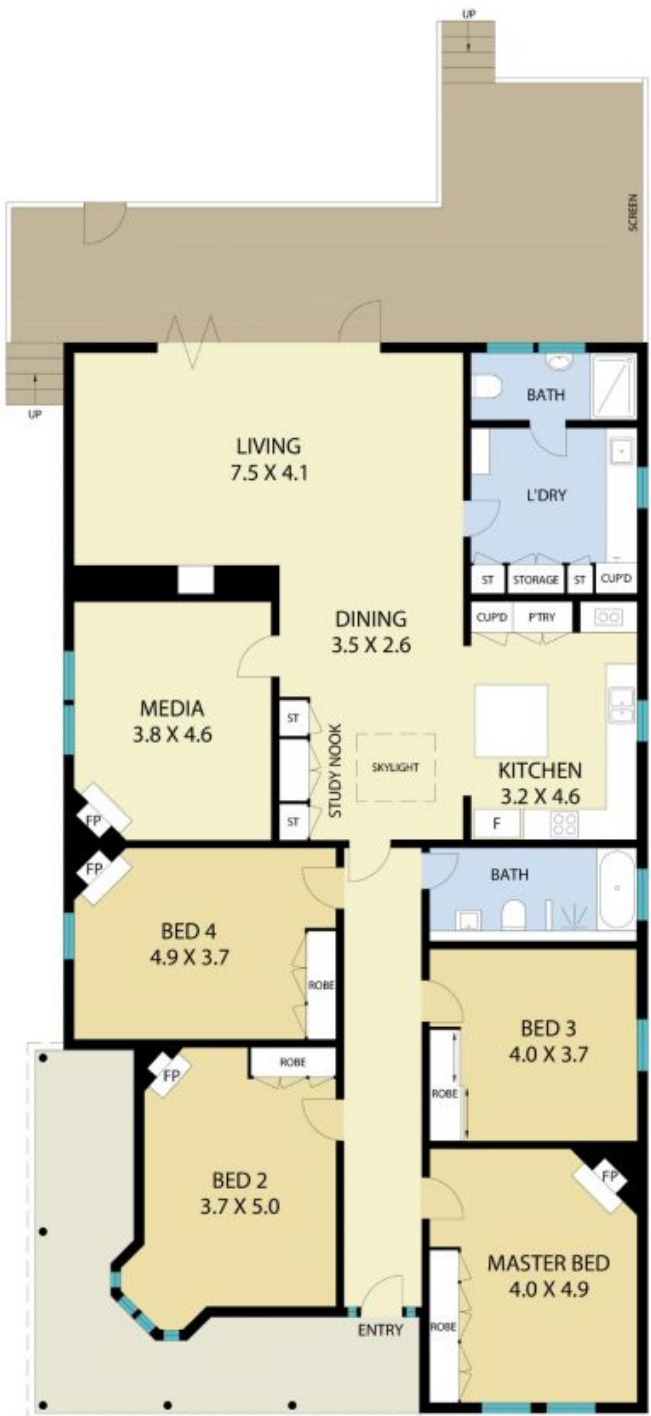 UP
SCREEN
UP
LIVING
7.5 X 4.1
BATH
L'DRY
ST
STORAGE
ST
CUP'D
CUP'D
P'TRY
DINING
3.5 X 2.6
MEDIA
3.8 X 4.6
ST
STUDY NOOK
SKYLIGHT
ST
KITCHEN
3.2 X 4.6
F
FP
FP
BATH
BED 4
4.9 X 3.7
ROBE
BED 3
4.0 X 3.7
ROBE
FP
ROBE
BED 2
3.7 X 5.0
FP
MASTER BED
4.0 X 4.9
ROBE
ENTRY